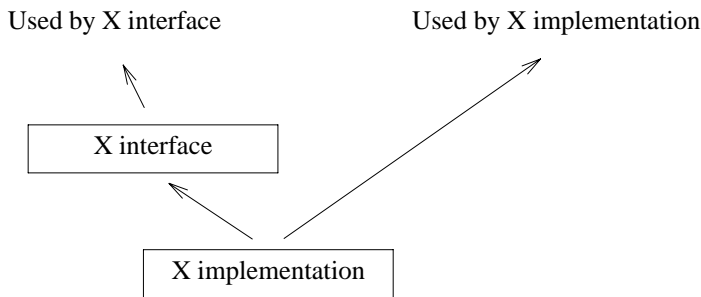 Used by X interface
Used by X implementation
X interface
X implementation